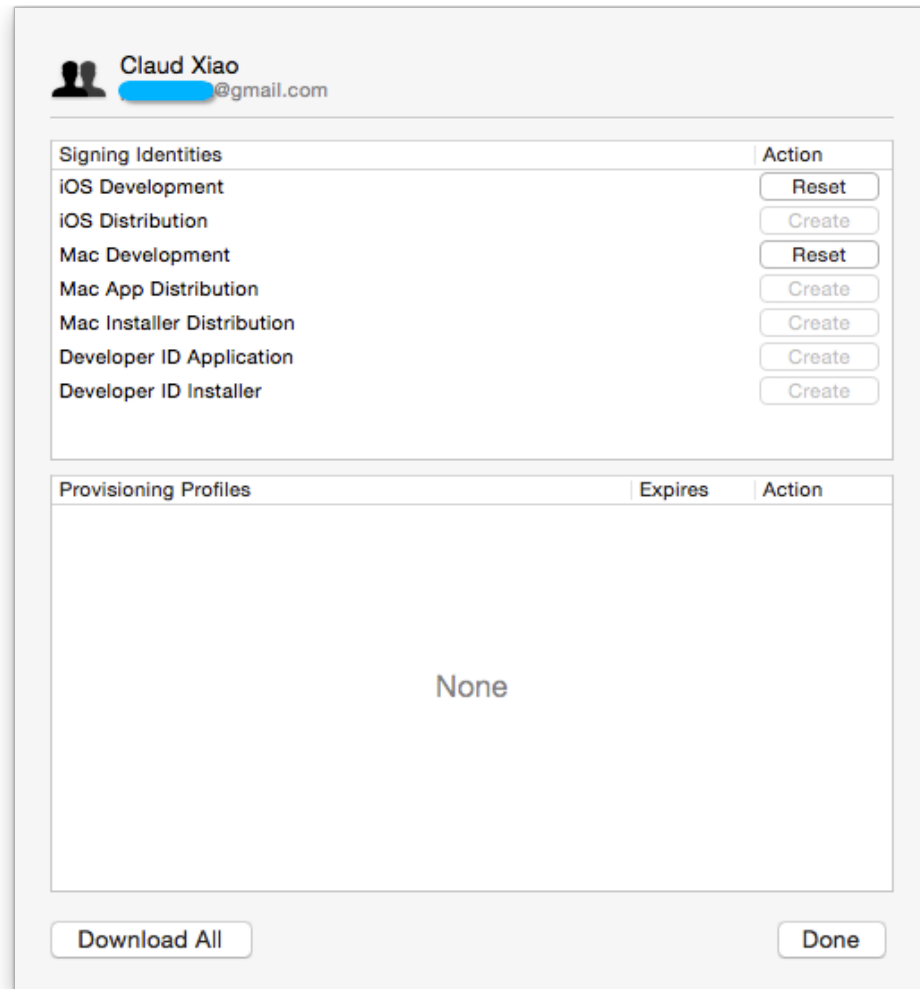 Claud Xiao
@gmail.com
Signing Identities Action
iOS Development Reset
iOS Distribution Create
Mac Development Reset
Mac App Distribution Create
Mac Installer Distribution Create
Developer ID Application Create
Developer ID Installer Create
Provisioning Profiles Expires Action
None
Download All Done